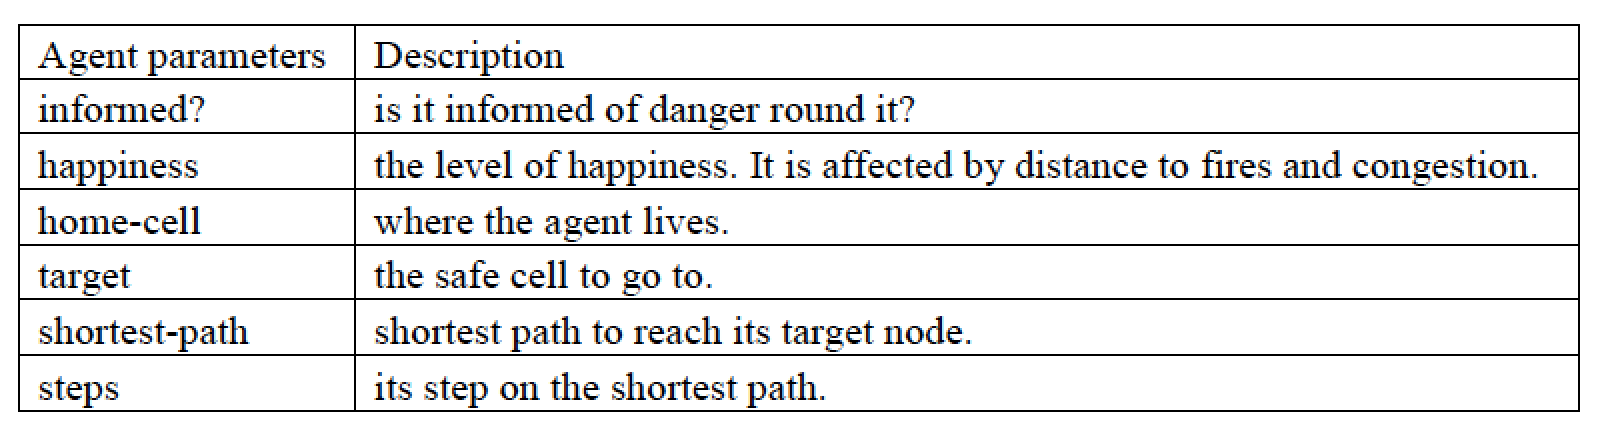 Agent parameters Description
informed? is it informed of danger round it?
happiness the level of happiness. It is affected by distance to fires and congestion.
home-cell where the agent lives.
target the safe cell to go to.
shortest-path shortest path to reach its target node.
steps its step on the shortest path.